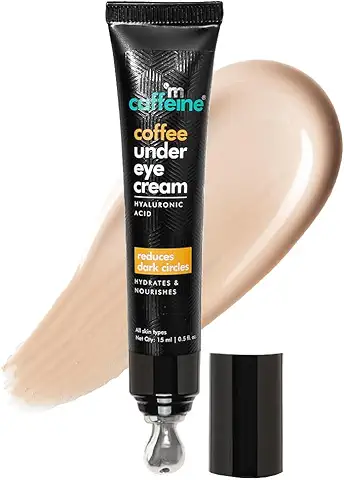 'm
caffeine®
coffee
under
eye
cream
HYALURONIC
ACID
reduces
dark circles
HYDRATES &
NOURISHES
All skin types
Net Qty: 15 ml | 0.5 fl.oz